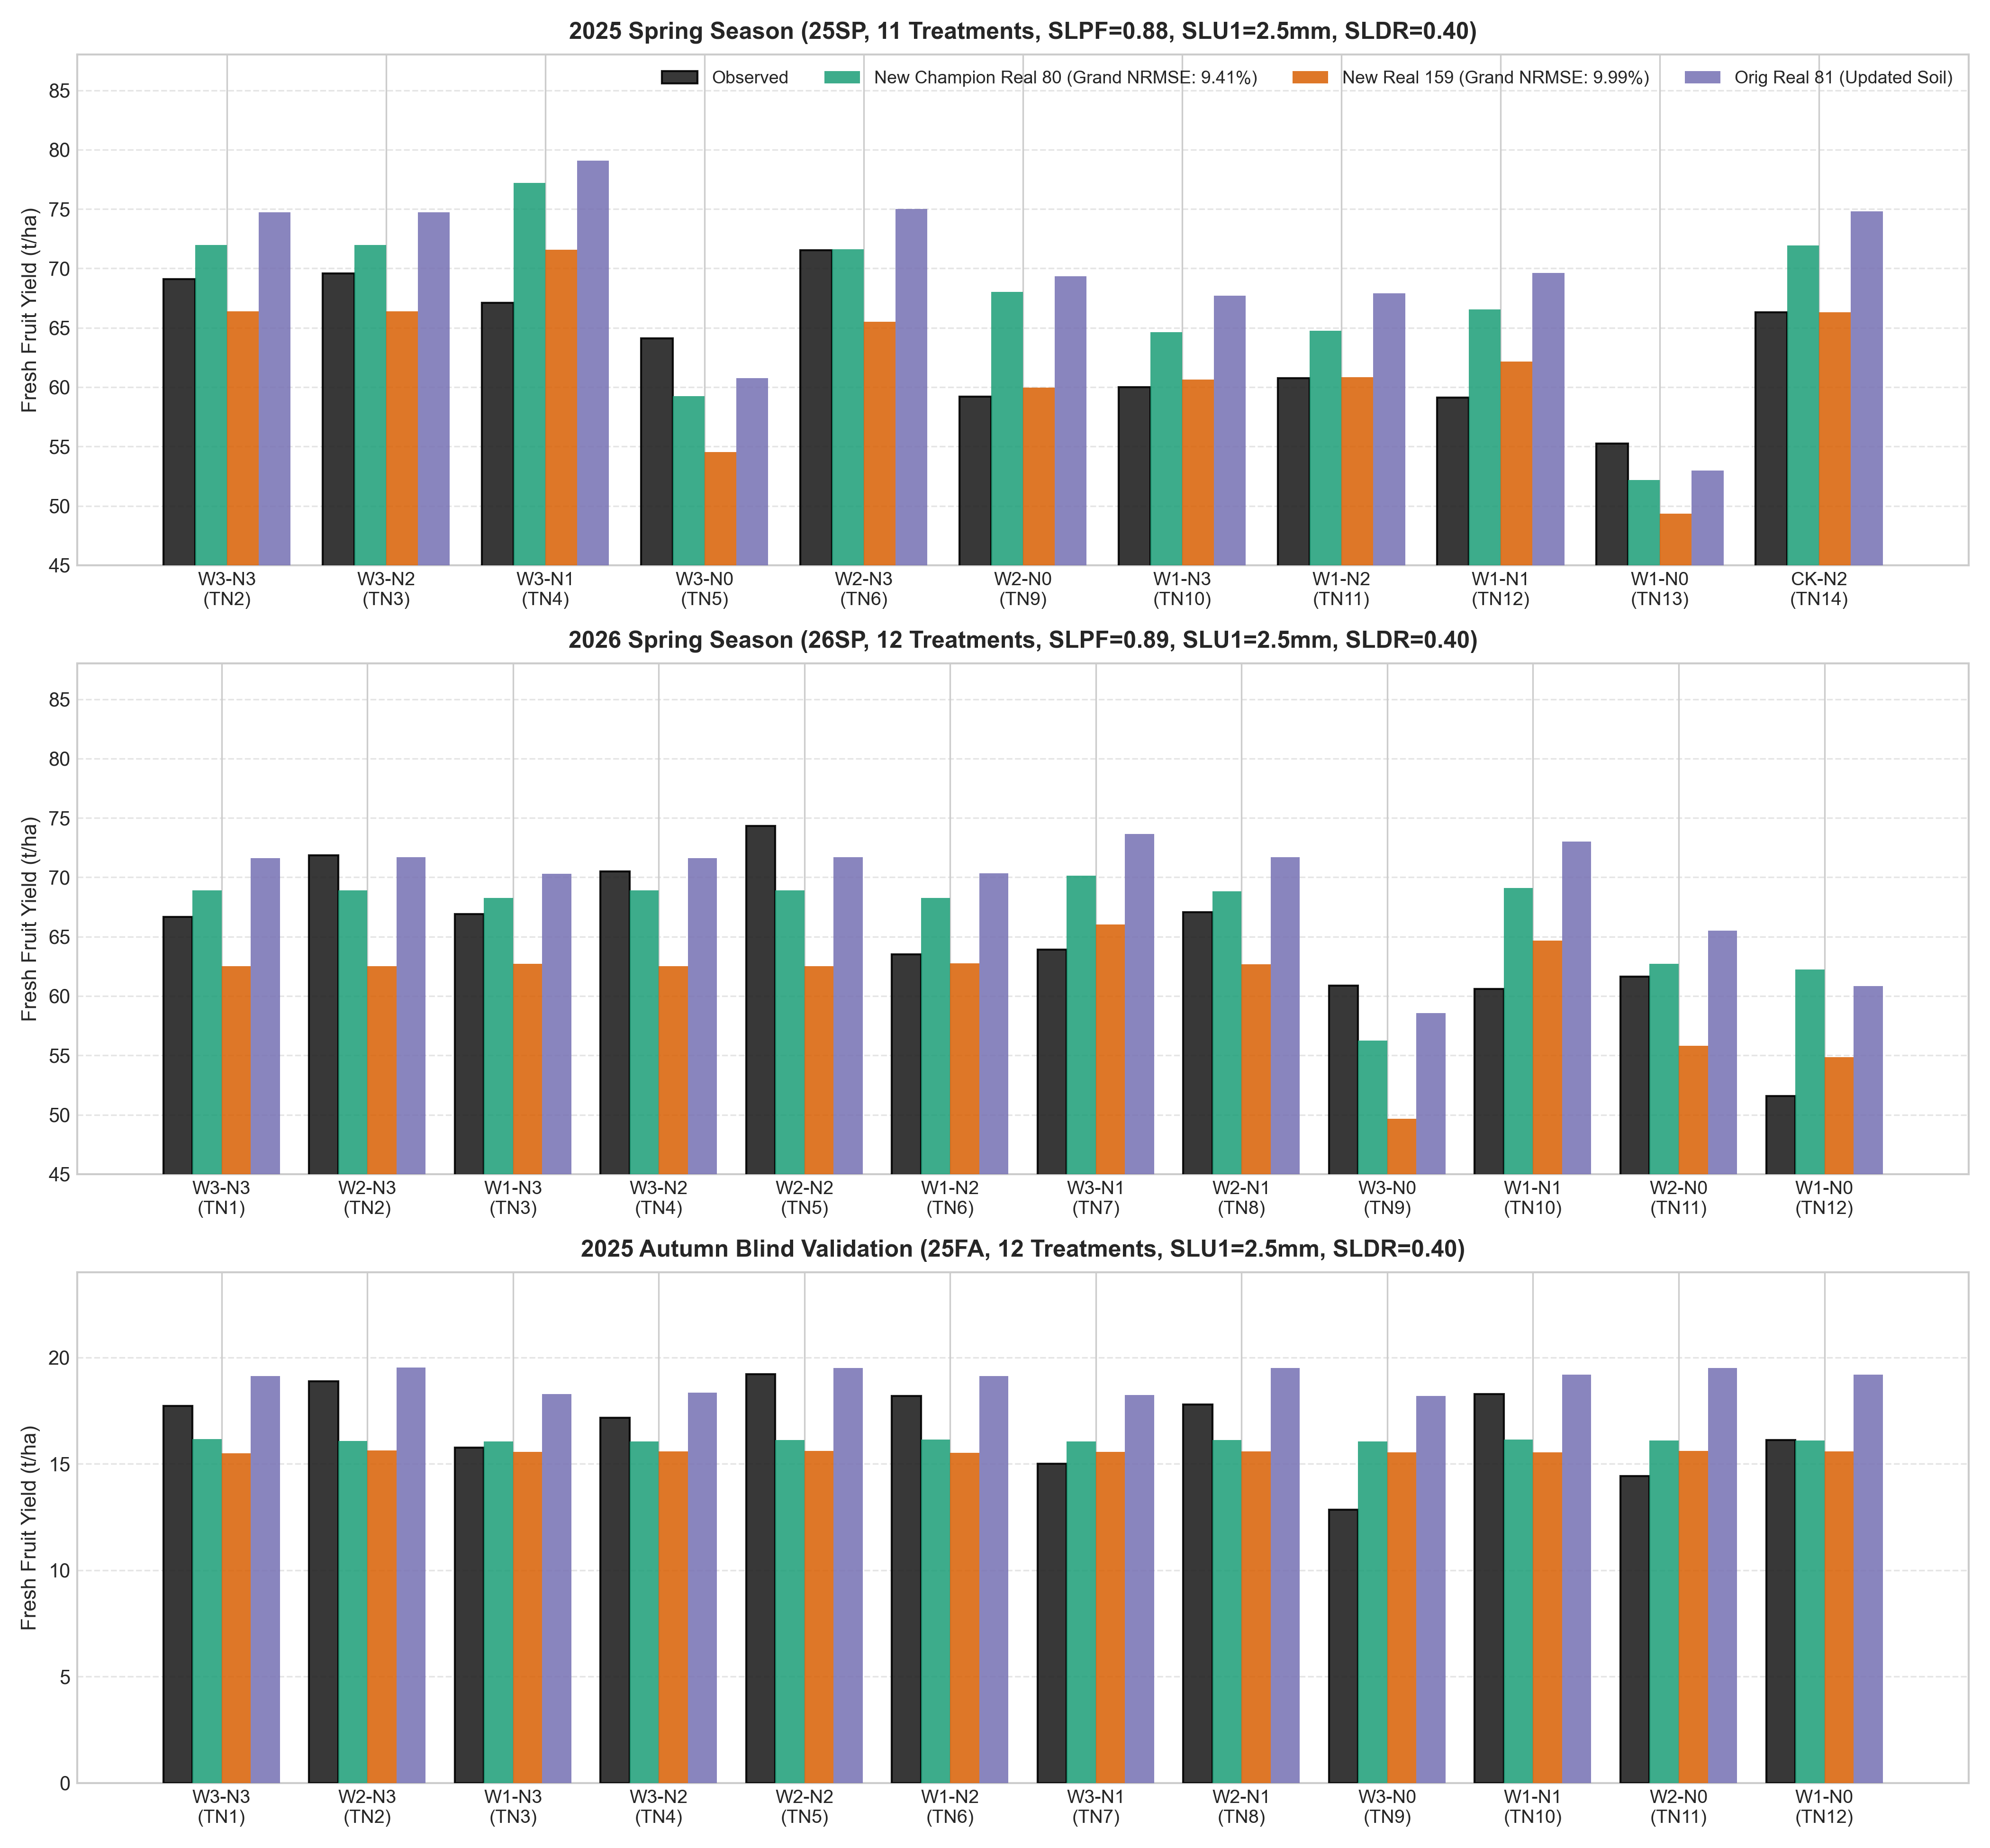 2025 Spring Season (25SP, 11 Treatments, SLPF=0.88, SLU1=2.5mm, SLDR=0.40)
Observed
New Champion Real 80 (Grand NRMSE: 9.41%)
New Real 159 (Grand NRMSE: 9.99%)
Orig Real 81 (Updated Soil)
Fresh Fruit Yield (t/ha)
85
80
75
70
65
60
55
50
45
W3-N3 W3-N2 W3-N1 W3-N0 W2-N3 W2-N0 W1-N3 W1-N2 W1-N1 W1-N0 CK-N2
(TN2) (TN3) (TN4) (TN5) (TN6) (TN9) (TN10) (TN11) (TN12) (TN13) (TN14)
2026 Spring Season (26SP, 12 Treatments, SLPF=0.89, SLU1=2.5mm, SLDR=0.40)
Fresh Fruit Yield (t/ha)
85
80
75
70
65
60
55
50
45
W3-N3 W2-N3 W1-N3 W3-N2 W2-N2 W1-N2 W3-N1 W2-N1 W3-N0 W1-N1 W2-N0 W1-N0
(TN1) (TN2) (TN3) (TN4) (TN5) (TN6) (TN7) (TN8) (TN9) (TN10) (TN11) (TN12)
2025 Autumn Blind Validation (25FA, 12 Treatments, SLU1=2.5mm, SLDR=0.40)
Fresh Fruit Yield (t/ha)
20
15
10
5
0
W3-N3 W2-N3 W1-N3 W3-N2 W2-N2 W1-N2 W3-N1 W2-N1 W3-N0 W1-N1 W2-N0 W1-N0
(TN1) (TN2) (TN3) (TN4) (TN5) (TN6) (TN7) (TN8) (TN9) (TN10) (TN11) (TN12)